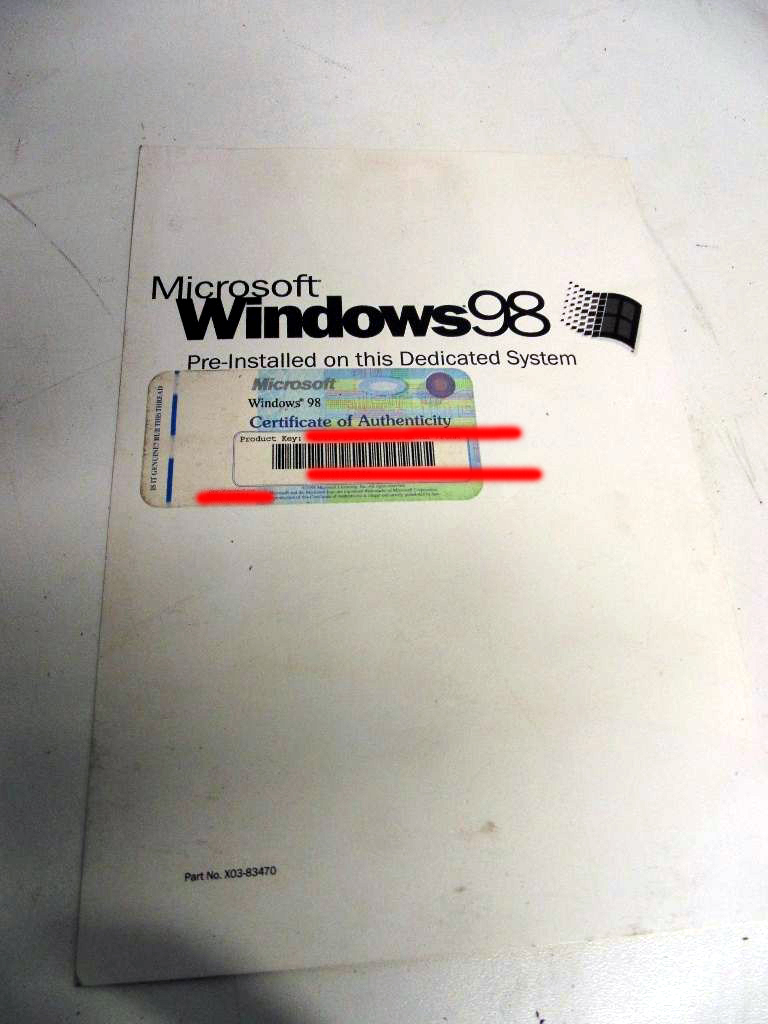 Microsoft
Windows98
Pre-Installed on this Dedicated System
IS IT GENUINE? RUB THIS THREAD
Microsoft
Windows® 98
Certificate of Authenticity
Product Key:
Part No. X03-83470